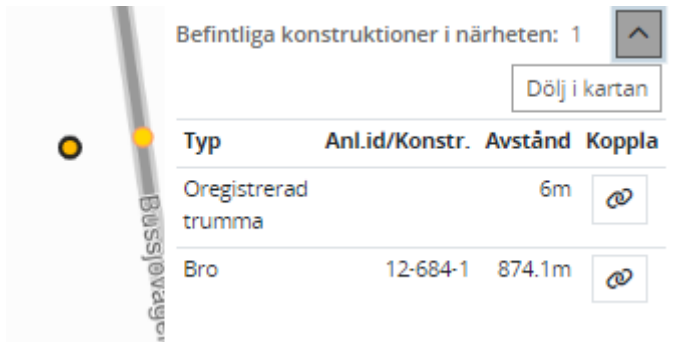 Befintliga konstruktioner i närheten: 1
Dölj i kartan
Typ Anl.id/Konstr. Avstånd Koppla
Oregistrerad trumma 6m
Bro 12-684-1 874.1m
Bussjövägen